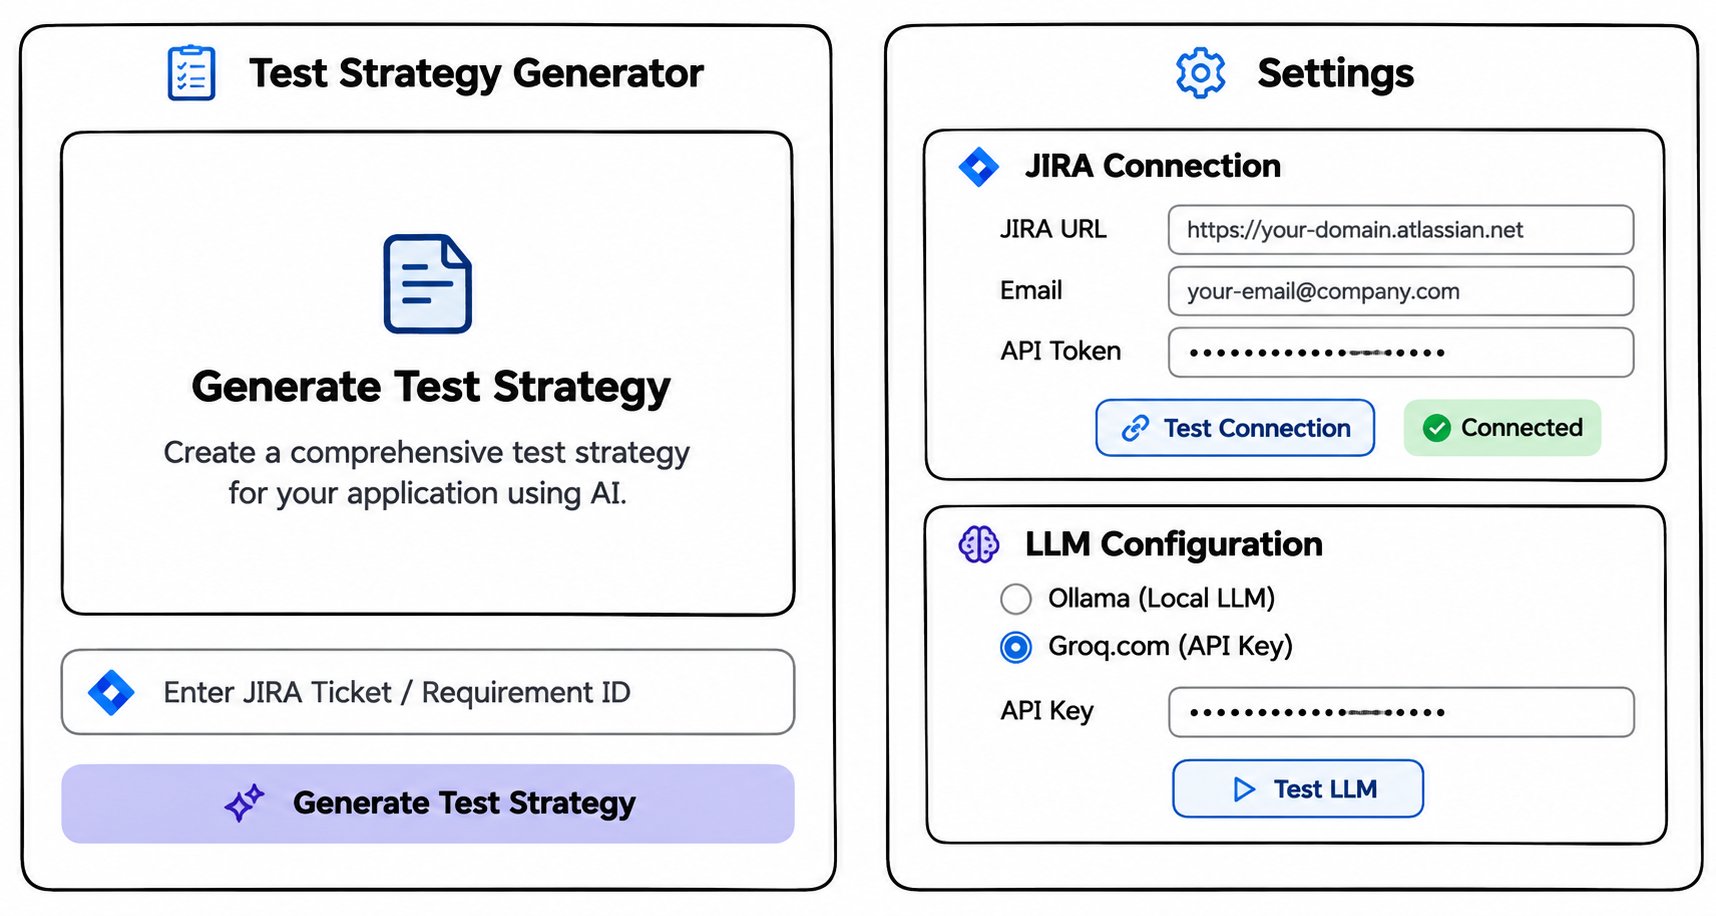 Test Strategy Generator
Generate Test Strategy
Create a comprehensive test strategy
for your application using AI.
Enter JIRA Ticket / Requirement ID
Generate Test Strategy
Settings
JIRA Connection
JIRA URL
https://your-domain.atlassian.net
Email
your-email@company.com
API Token
Test Connection
Connected
LLM Configuration
Ollama (Local LLM)
Groq.com (API Key)
API Key
Test LLM